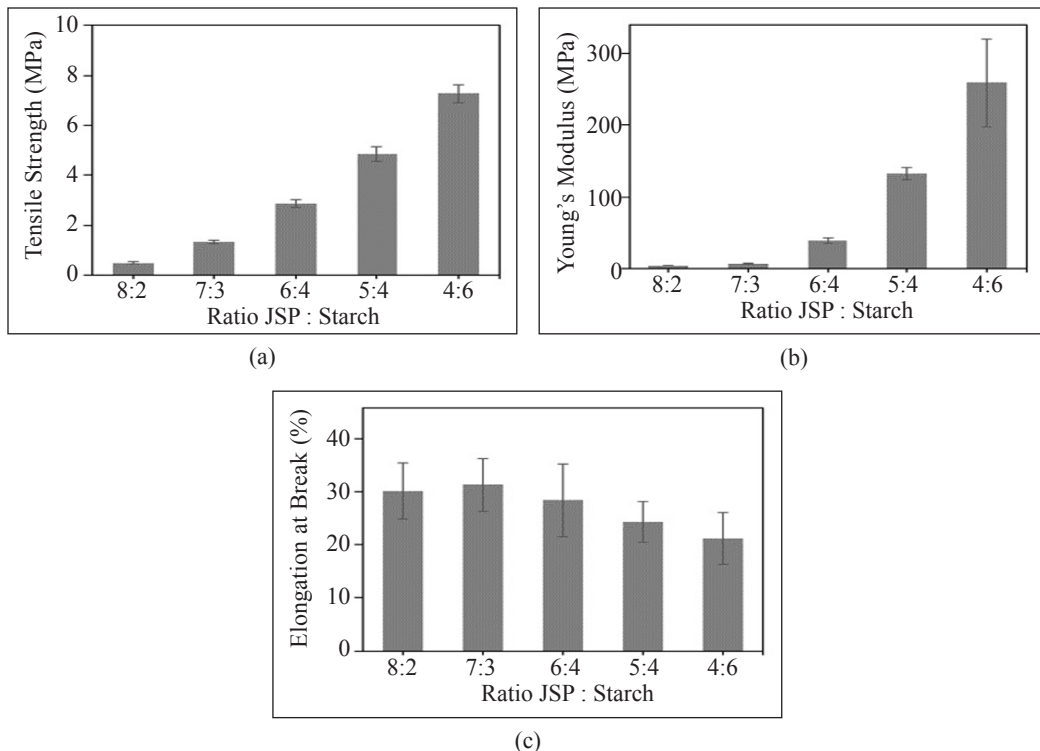 Tensile Strength (MPa)
10
8
6
4
2
0
8:2 7:3 6:4 5:4 4:6
Ratio JSP : Starch
(a)
Young's Modulus (MPa)
300
200
100
0
8:2 7:3 6:4 5:4 4:6
Ratio JSP : Starch
(b)
Elongation at Break (%)
40
30
20
10
0
8:2 7:3 6:4 5:4 4:6
Ratio JSP : Starch
(c)